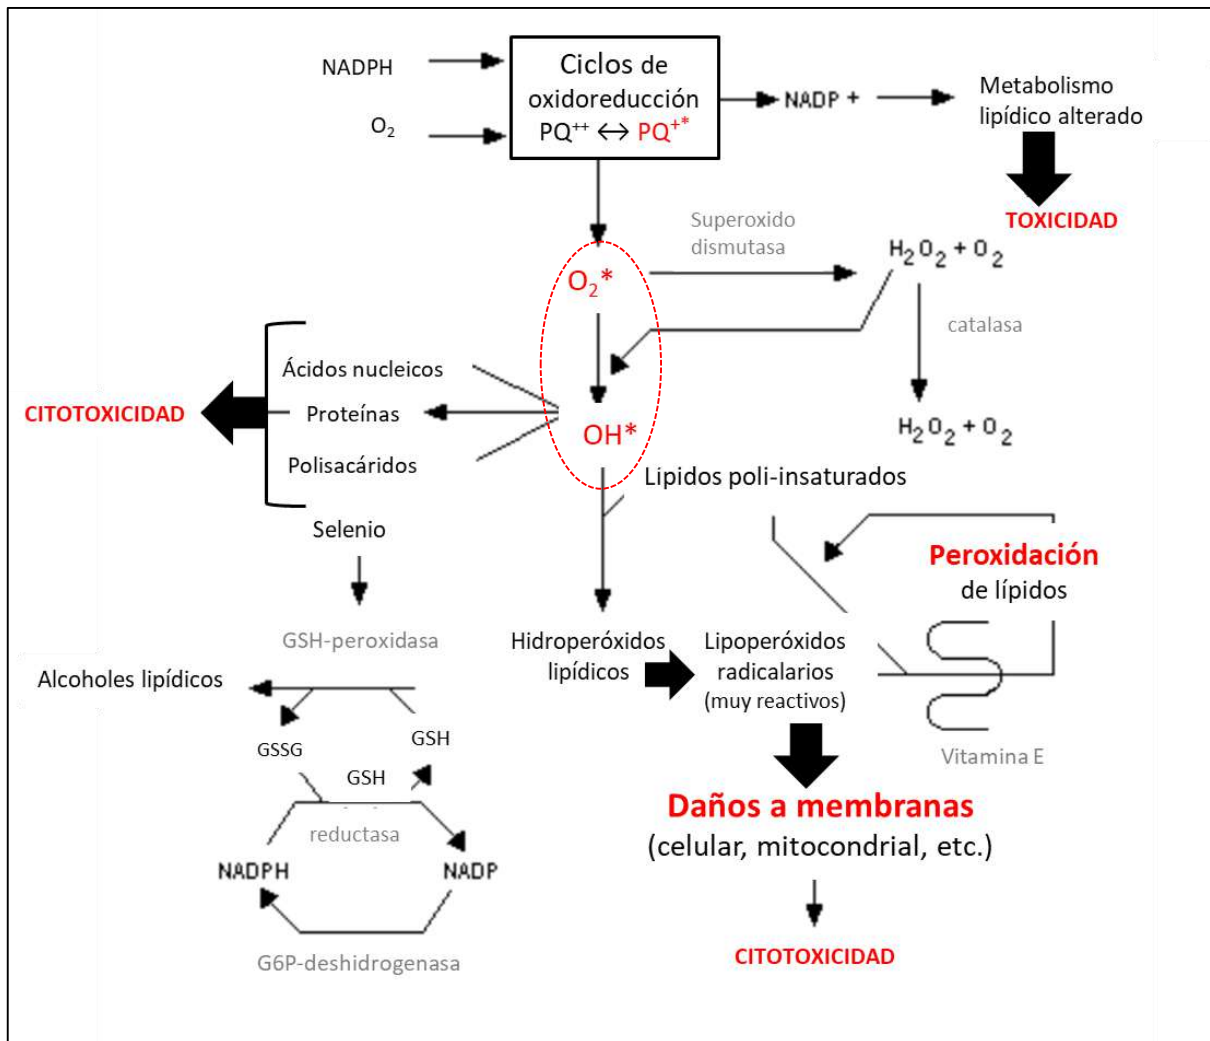 NADPH
O₂
Ciclos de
oxidoreducción
PQ⁺⁺ ↔ PQ⁺*
NADP +
Metabolismo
lipídico alterado
TOXICIDAD
Superoxido
dismutasa
O₂*
H₂O₂ + O₂
catalasa
H₂O₂ + O₂
OH*
Ácidos nucleicos
Proteínas
Polisacáridos
CITOTOXICIDAD
Lípidos poli-insaturados
Selenio
GSH-peroxidasa
Alcoholes lipídicos
GSSG
GSH
GSH
reductasa
NADPH
NADP
G6P-deshidrogenasa
Hidroperóxidos
lipídicos
Lipoperóxidos
radicalarios
(muy reactivos)
Peroxidación
de lípidos
Vitamina E
Daños a membranas
(celular, mitocondrial, etc.)
CITOTOXICIDAD